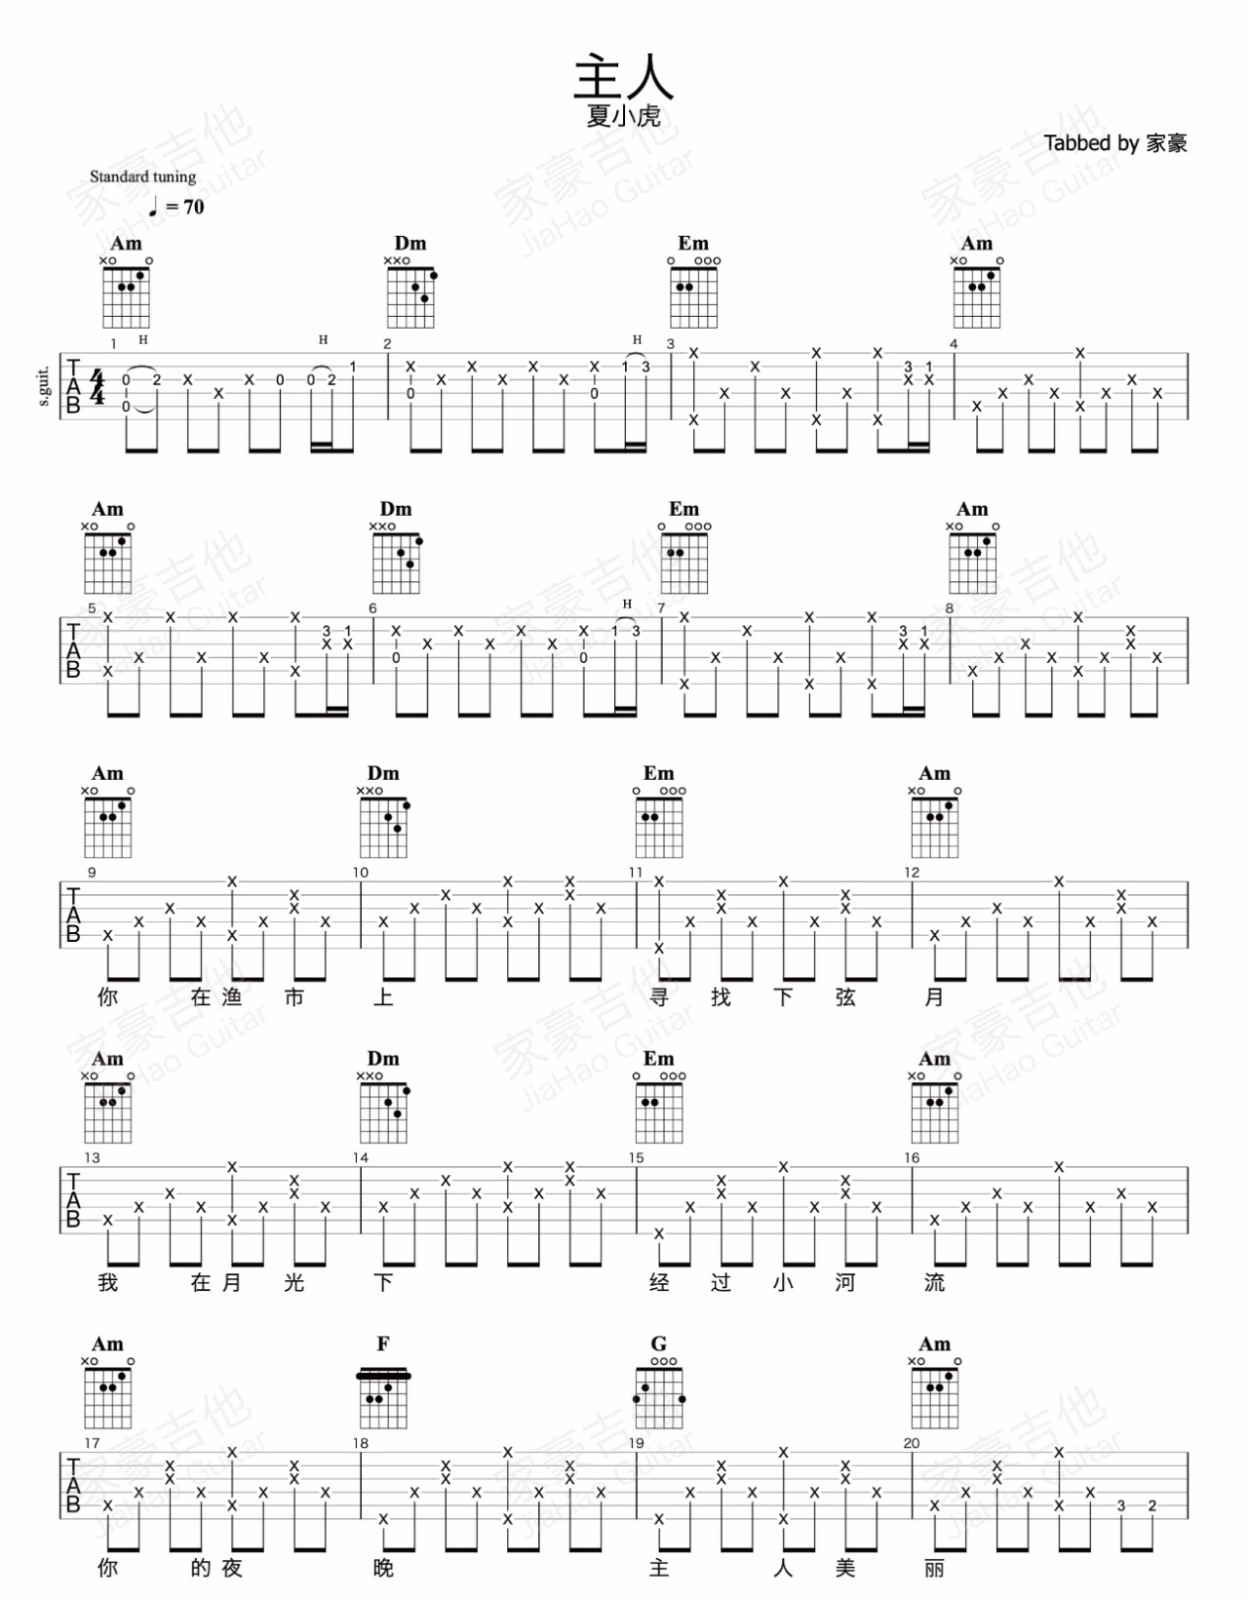 主人
夏小虎
Tabbed by 家豪
Standard tuning
♩ = 70
Am Dm Em Am
s.guit.
Am Dm Em Am
Am Dm Em Am
你 在渔 市 上 寻 找 下 弦 月
Am Dm Em Am
我 在月 光 下 经 过 小 河 流
Am F G Am
你 的夜 晚 主 人 美 丽
家豪吉他
JiaHao Guitar